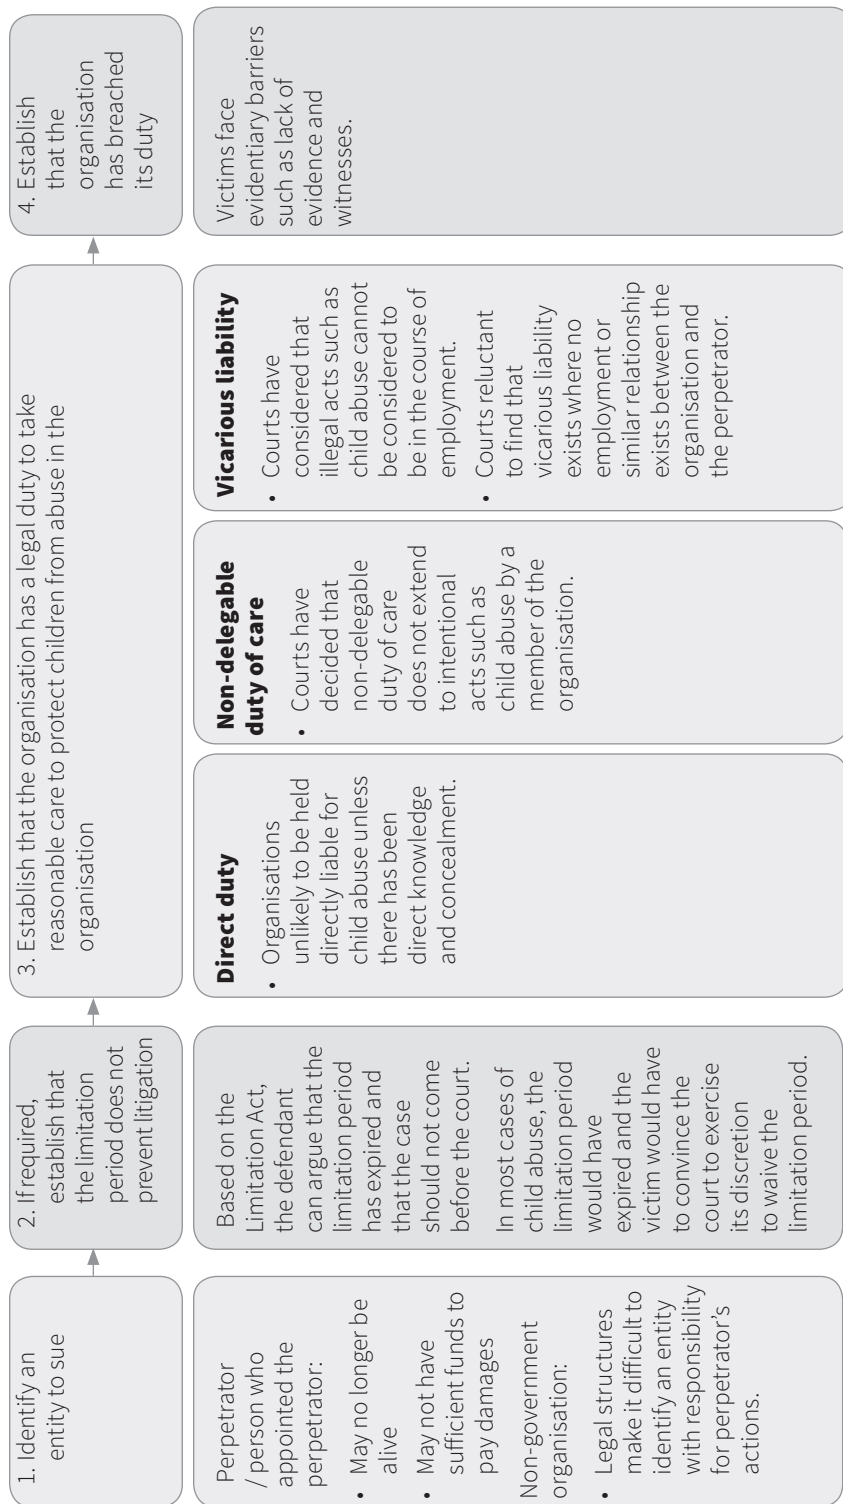 1. Identify an
entity to sue
Perpetrator
/ person who
appointed the
perpetrator:
• May no longer be
alive
• May not have
sufficient funds to
pay damages
Non-government
organisation:
• Legal structures
make it difficult to
identify an entity
with responsibility
for perpetrator’s
actions.
2. If required,
establish that
the limitation
period does not
prevent litigation
Based on the
Limitation Act,
the defendant
can argue that the
limitation period
has expired and
that the case
should not come
before the court.
In most cases of
child abuse, the
limitation period
would have
expired and the
victim would have
to convince the
court to exercise
its discretion
to waive the
limitation period.
3. Establish that the organisation has a legal duty to take
reasonable care to protect children from abuse in the
organisation
Direct duty
• Organisations
unlikely to be held
directly liable for
child abuse unless
there has been
direct knowledge
and concealment.
Non-delegable
duty of care
• Courts have
decided that
non-delegable
duty of care
does not extend
to intentional
acts such as
child abuse by a
member of the
organisation.
Vicarious liability
• Courts have
considered that
illegal acts such as
child abuse cannot
be considered to
be in the course of
employment.
• Courts reluctant
to find that
vicarious liability
exists where no
employment or
similar relationship
exists between the
organisation and
the perpetrator.
4. Establish
that the
organisation
has breached
its duty
Victims face
evidentiary barriers
such as lack of
evidence and
witnesses.